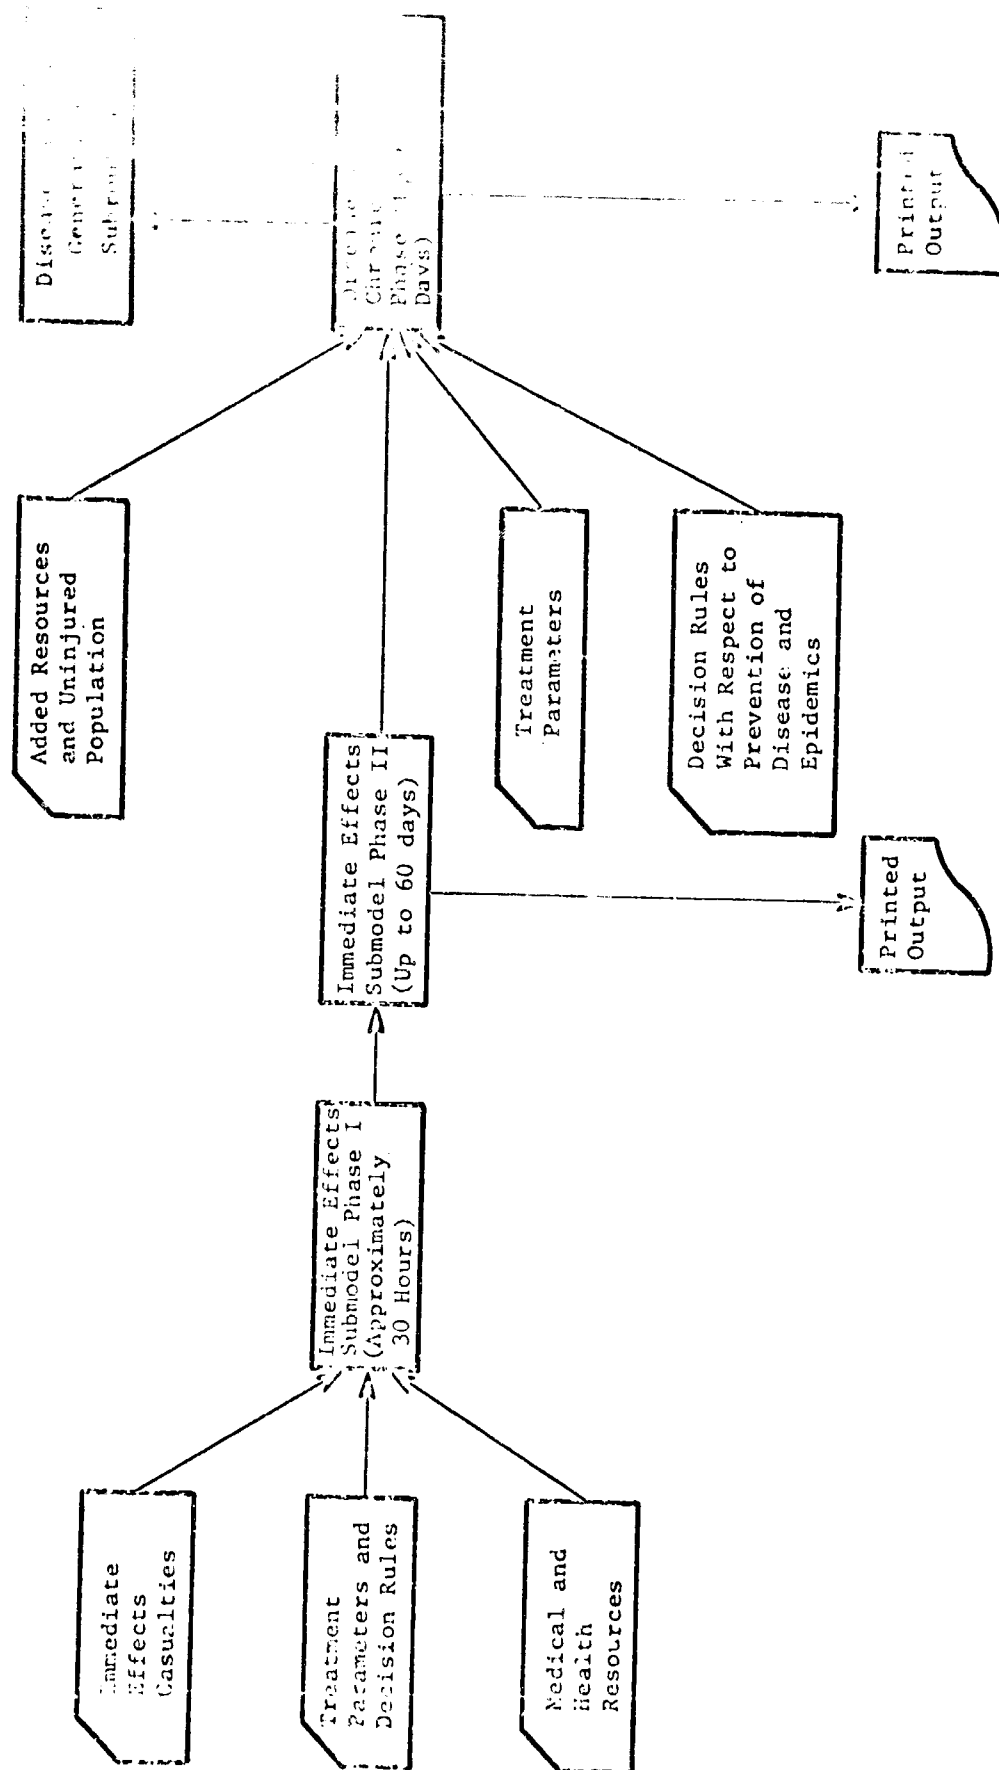 Immediate
Effects
Casualties
Treatment
Parameters and
Decision Rules
Medical and
Health
Resources
Immediate Effects
Submodel Phase I
(Approximately
30 Hours)
Immediate Effects
Submodel Phase II
(Up to 60 days)
Printed
Output
Added Resources
and Uninjured
Population
Treatment
Parameters
Decision Rules
With Respect to
Prevention of
Disease and
Epidemics
Disease
Phase
Days)
Disease
Printed
Output